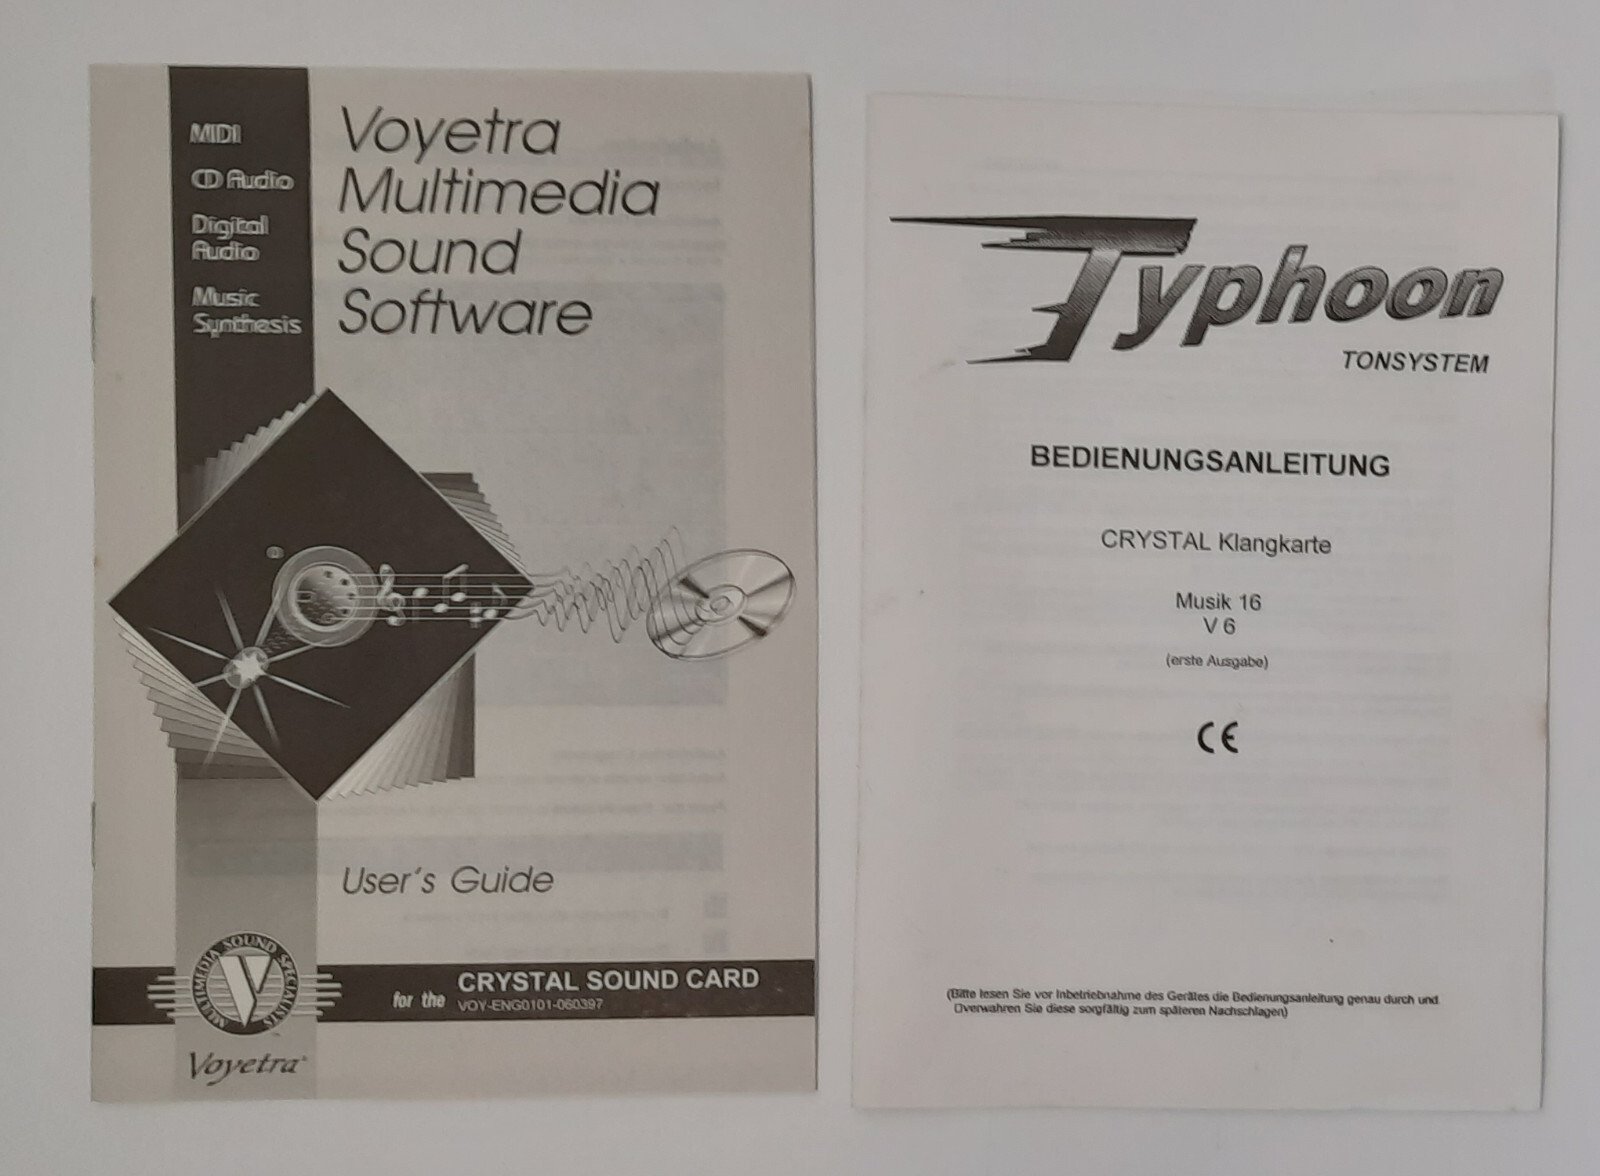 MIDI
CD Audio
Digital
Audio
Music
Synthesis
Voyetra
Multimedia
Sound
Software
User's Guide
MULTIMEDIA SOUND SPECIALISTS
V
for the CRYSTAL SOUND CARD
VOY-ENG0101-060397
Voyetra
Typhoon
TONSYSTEM
BEDIENUNGSANLEITUNG
CRYSTAL Klangkarte
Musik 16
V 6
(erste Ausgabe)
CE
(Bitte lesen Sie vor Inbetriebnahme des Gerätes die Bedienungsanleitung genau durch und
□verwahren Sie diese sorgfältig zum späteren Nachschlagen)